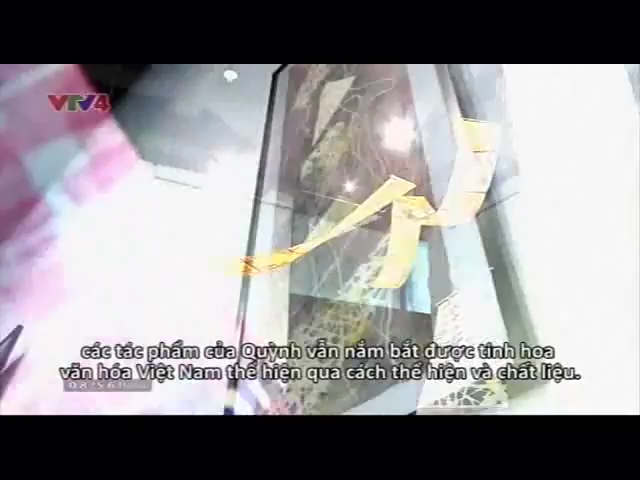 VTV4
các tác phẩm của Quỳnh vẫn nắm bắt được tinh hoa
văn hóa Việt Nam thể hiện qua cách thể hiện và chất liệu.